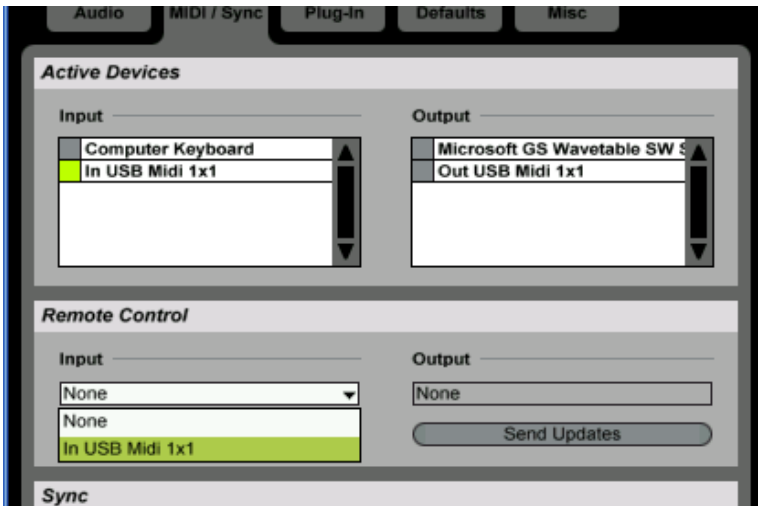 Audio MIDI / Sync Plug-In Defaults Misc
Active Devices
Input Output
Computer Keyboard Microsoft GS Wavetable SW
In USB Midi 1x1 Out USB Midi 1x1
Remote Control
Input Output
None None
None
Send Updates
In USB Midi 1x1
Sync